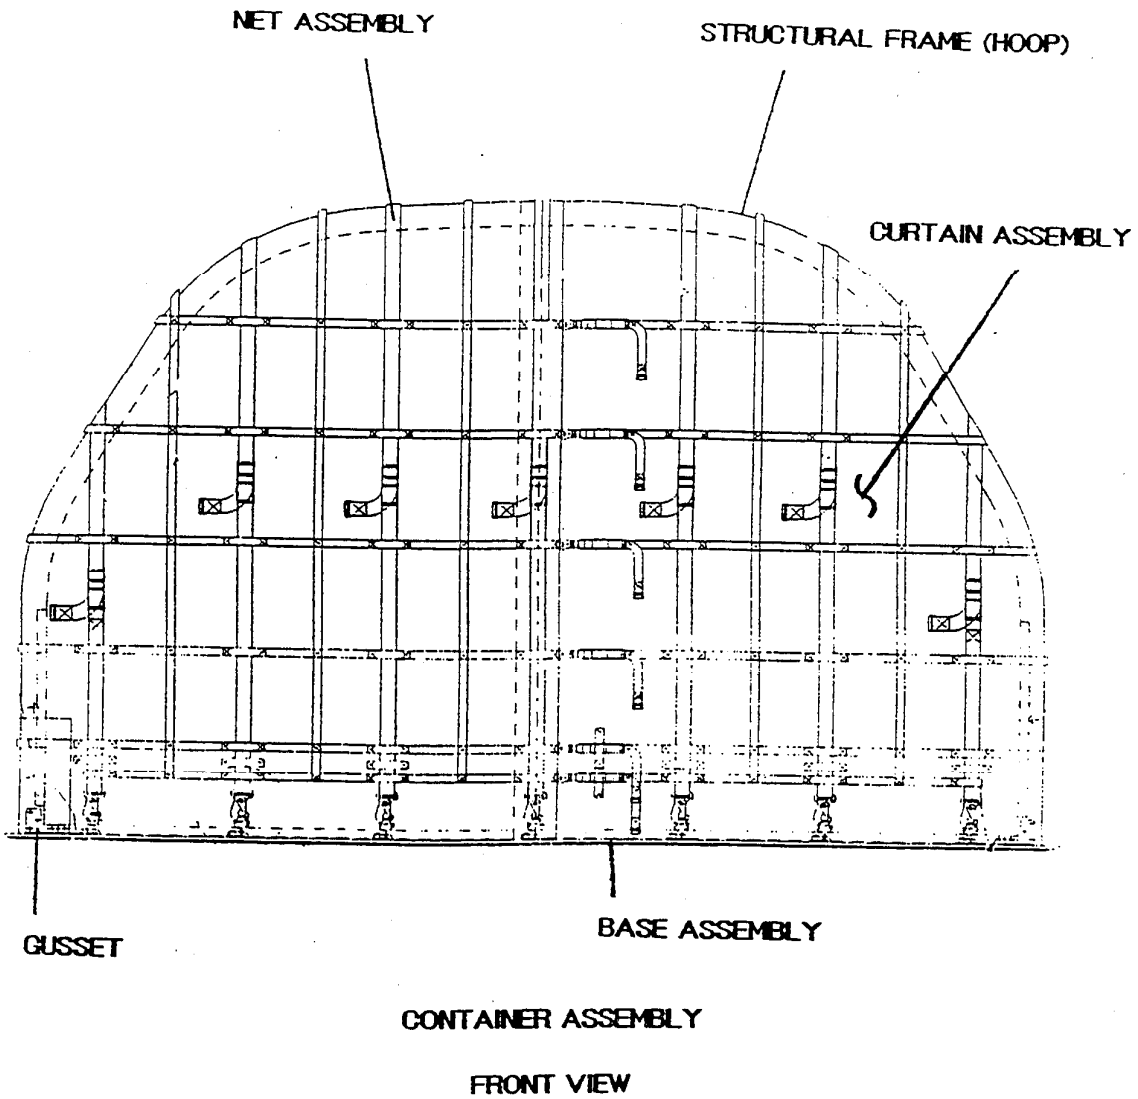 NET ASSEMBLY
STRUCTURAL FRAME (HOOP)
CURTAIN ASSEMBLY
GUSSET
BASE ASSEMBLY
CONTAINER ASSEMBLY
FRONT VIEW